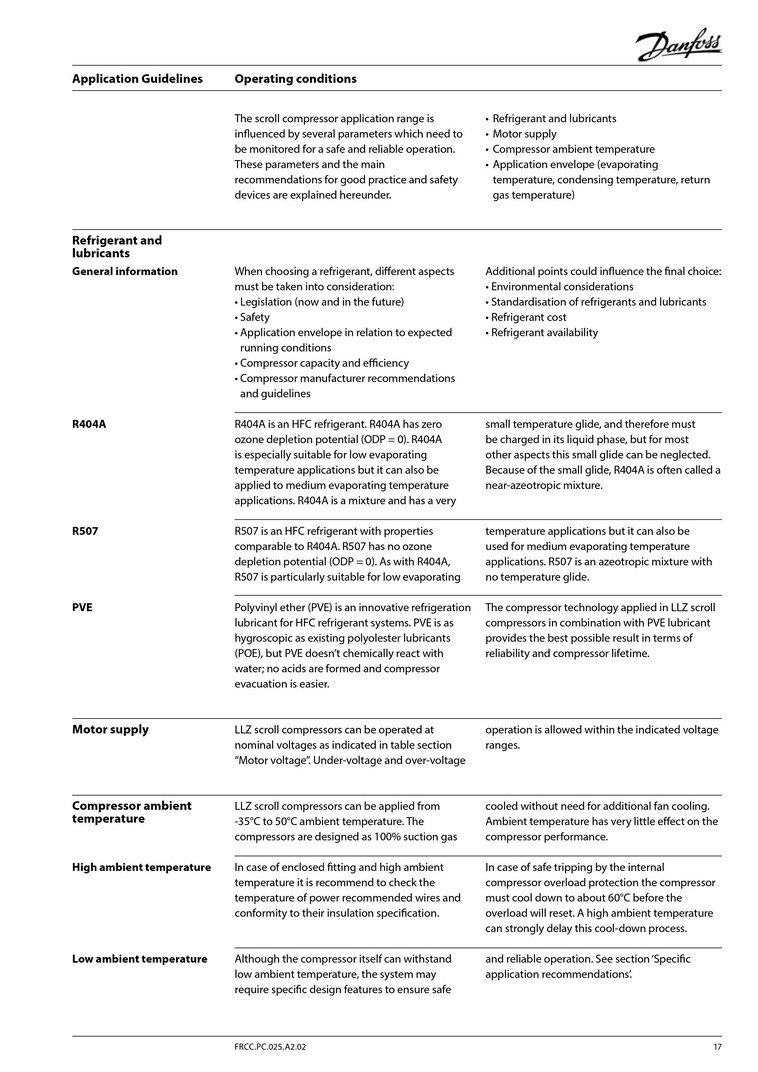 Danfoss
Application Guidelines
Operating conditions
The scroll compressor application range is
influenced by several parameters which need to
be monitored for a safe and reliable operation.
These parameters and the main
recommendations for good practice and safety
devices are explained hereunder.
• Refrigerant and lubricants
• Motor supply
• Compressor ambient temperature
• Application envelope (evaporating
temperature, condensing temperature, return
gas temperature)
Refrigerant and
lubricants
General information
When choosing a refrigerant, different aspects
must be taken into consideration:
• Legislation (now and in the future)
• Safety
• Application envelope in relation to expected
running conditions
• Compressor capacity and efficiency
• Compressor manufacturer recommendations
and guidelines
Additional points could influence the final choice:
• Environmental considerations
• Standardisation of refrigerants and lubricants
• Refrigerant cost
• Refrigerant availability
R404A
R404A is an HFC refrigerant. R404A has zero
ozone depletion potential (ODP = 0). R404A
is especially suitable for low evaporating
temperature applications but it can also be
applied to medium evaporating temperature
applications. R404A is a mixture and has a very
small temperature glide, and therefore must
be charged in its liquid phase, but for most
other aspects this small glide can be neglected.
Because of the small glide, R404A is often called a
near-azeotropic mixture.
R507
R507 is an HFC refrigerant with properties
comparable to R404A. R507 has no ozone
depletion potential (ODP = 0). As with R404A,
R507 is particularly suitable for low evaporating
temperature applications but it can also be
used for medium evaporating temperature
applications. R507 is an azeotropic mixture with
no temperature glide.
PVE
Polyvinyl ether (PVE) is an innovative refrigeration
lubricant for HFC refrigerant systems. PVE is as
hygroscopic as existing polyolester lubricants
(POE), but PVE doesn't chemically react with
water; no acids are formed and compressor
evacuation is easier.
The compressor technology applied in LLZ scroll
compressors in combination with PVE lubricant
provides the best possible result in terms of
reliability and compressor lifetime.
Motor supply
LLZ scroll compressors can be operated at
nominal voltages as indicated in table section
"Motor voltage". Under-voltage and over-voltage
operation is allowed within the indicated voltage
ranges.
Compressor ambient
temperature
LLZ scroll compressors can be applied from
-35°C to 50°C ambient temperature. The
compressors are designed as 100% suction gas
cooled without need for additional fan cooling.
Ambient temperature has very little effect on the
compressor performance.
High ambient temperature
In case of enclosed fitting and high ambient
temperature it is recommend to check the
temperature of power recommended wires and
conformity to their insulation specification.
In case of safe tripping by the internal
compressor overload protection the compressor
must cool down to about 60°C before the
overload will reset. A high ambient temperature
can strongly delay this cool-down process.
Low ambient temperature
Although the compressor itself can withstand
low ambient temperature, the system may
require specific design features to ensure safe
and reliable operation. See section 'Specific
application recommendations'.
FRCC.PC.025.A2.02
17